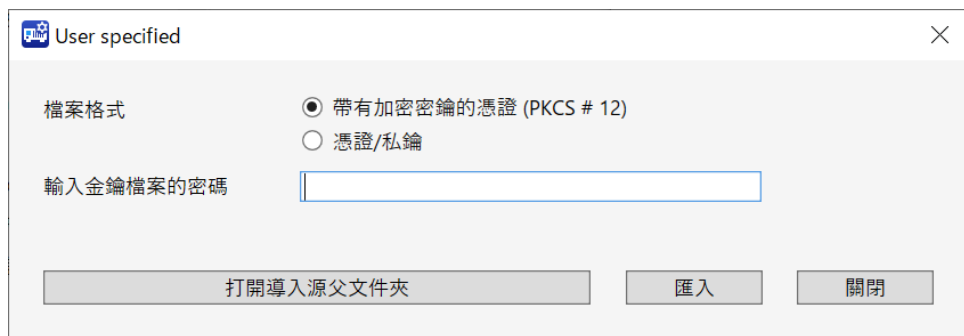 User specified
檔案格式
帶有加密密鑰的憑證 (PKCS # 12)
憑證/私鑰
輸入金鑰檔案的密碼
打開導入源父文件夾
匯入
關閉